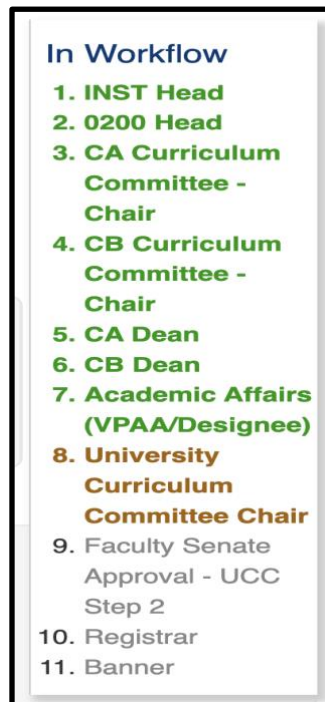 In Workflow
1. INST Head
2. 0200 Head
3. CA Curriculum
Committee -
Chair
4. CB Curriculum
Committee -
Chair
5. CA Dean
6. CB Dean
7. Academic Affairs
(VPAA/Designee)
8. University
Curriculum
Committee Chair
9. Faculty Senate
Approval - UCC
Step 2
10. Registrar
11. Banner